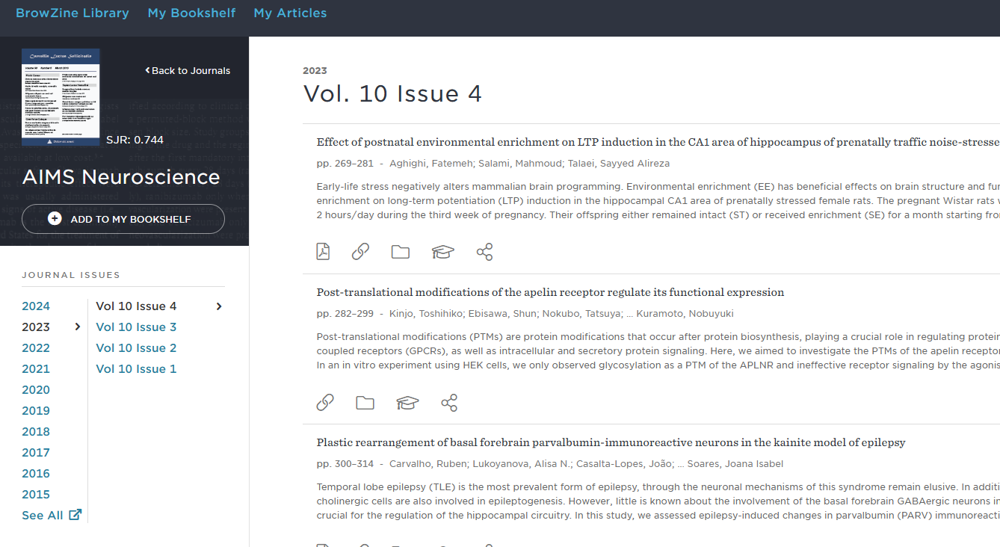 BrowZine Library My Bookshelf My Articles
Back to Journals
SJR: 0.744
AIMS Neuroscience
ADD TO MY BOOKSHELF
JOURNAL ISSUES
2024
2023
2022
2021
2020
2019
2018
2017
2016
2015
See All
Vol 10 Issue 4
Vol 10 Issue 3
Vol 10 Issue 2
Vol 10 Issue 1
2023
Vol. 10 Issue 4
Effect of postnatal environmental enrichment on LTP induction in the CA1 area of hippocampus of prenatally traffic noise-stresse
pp. 269–281 - Aghighi, Fatemeh; Salami, Mahmoud; Talaei, Sayyed Alireza
Early-life stress negatively alters mammalian brain programming. Environmental enrichment (EE) has beneficial effects on brain structure and fun
enrichment on long-term potentiation (LTP) induction in the hippocampal CA1 area of prenatally stressed female rats. The pregnant Wistar rats w
2 hours/day during the third week of pregnancy. Their offspring either remained intact (ST) or received enrichment (SE) for a month starting fro
Post-translational modifications of the apelin receptor regulate its functional expression
pp. 282–299 - Kinjo, Toshihiko; Ebisawa, Shun; Nokubo, Tatsuya; ... Kuramoto, Nobuyuki
Post-translational modifications (PTMs) are protein modifications that occur after protein biosynthesis, playing a crucial role in regulating protein
coupled receptors (GPCRs), as well as intracellular and secretory protein signaling. Here, we aimed to investigate the PTMs of the apelin recepto
In an in vitro experiment using HEK cells, we only observed glycosylation as a PTM of the APLNR and ineffective receptor signaling by the agonis
Plastic rearrangement of basal forebrain parvalbumin-immunoreactive neurons in the kainite model of epilepsy
pp. 300–314 - Carvalho, Ruben; Lukoyanova, Alisa N.; Casalta-Lopes, João; ... Soares, Joana Isabel
Temporal lobe epilepsy (TLE) is the most prevalent form of epilepsy, through the neuronal mechanisms of this syndrome remain elusive. In additi
cholinergic cells are also involved in epileptogenesis. However, little is known about the involvement of the basal forebrain GABAergic neurons in
crucial for the regulation of the hippocampal circuitry. In this study, we assessed epilepsy-induced changes in parvalbumin (PARV) immunoreacti